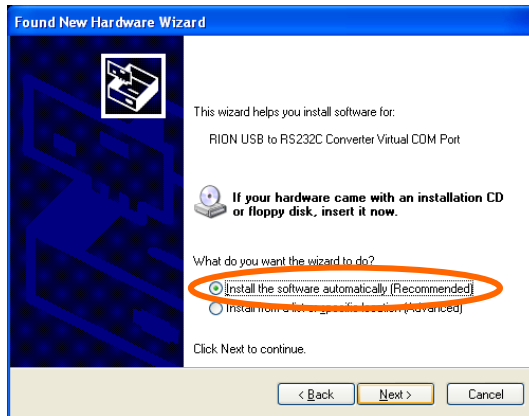 Found New Hardware Wizard
This wizard helps you install software for:
RION USB to RS232C Converter Virtual COM Port
If your hardware came with an installation CD
or floppy disk, insert it now.
What do you want the wizard to do?
Install the software automatically (Recommended)
Install from a list or specific location (Advanced)
Click Next to continue.
< Back
Next >
Cancel